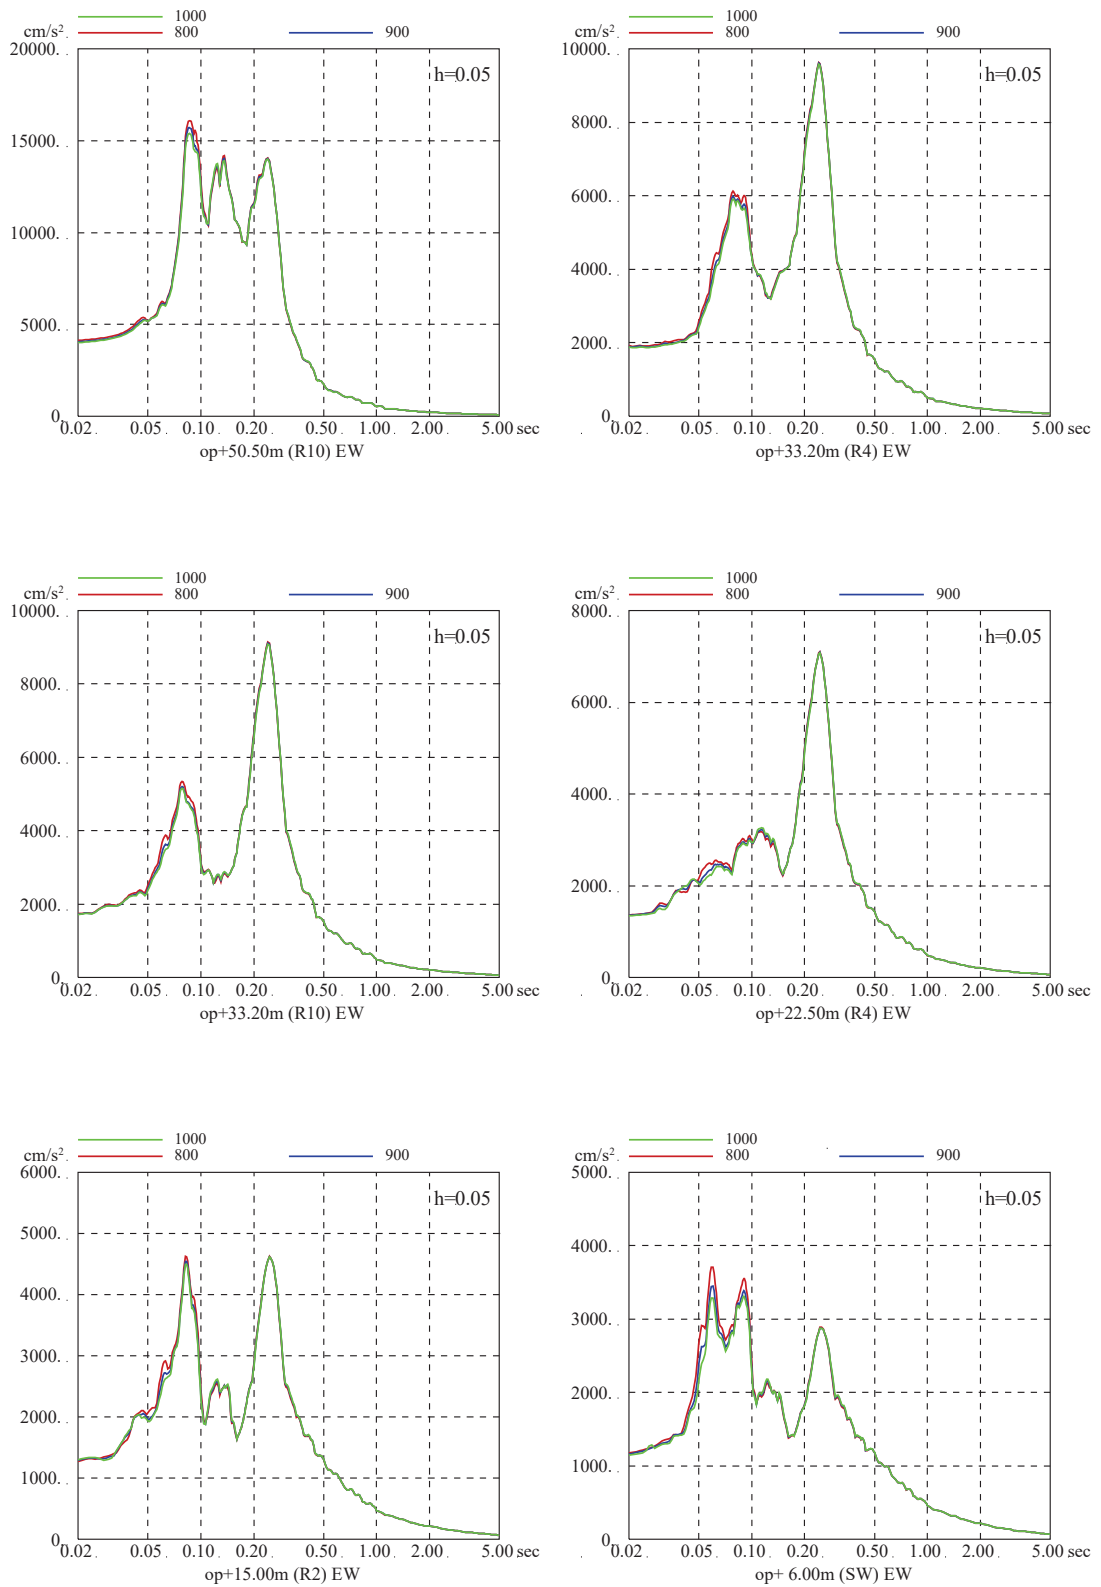 1000
cm/s². 800 900
20000.
h=0.05
15000.
10000.
5000.
0.
0.02 0.05 0.10 0.20 0.50 1.00 2.00 5.00 sec
op+50.50m (R10) EW
1000
cm/s². 800 900
10000.
h=0.05
8000.
6000.
4000.
2000.
0.
0.02 0.05 0.10 0.20 0.50 1.00 2.00 5.00 sec
op+33.20m (R4) EW
1000
cm/s². 800 900
10000.
h=0.05
8000.
6000.
4000.
2000.
0.
0.02 0.05 0.10 0.20 0.50 1.00 2.00 5.00 sec
op+33.20m (R10) EW
1000
cm/s². 800 900
8000.
h=0.05
6000.
4000.
2000.
0.
0.02 0.05 0.10 0.20 0.50 1.00 2.00 5.00 sec
op+22.50m (R4) EW
1000
cm/s². 800 900
6000.
h=0.05
5000.
4000.
3000.
2000.
1000.
0.
0.02 0.05 0.10 0.20 0.50 1.00 2.00 5.00 sec
op+15.00m (R2) EW
1000
cm/s². 800 900
5000.
h=0.05
4000.
3000.
2000.
1000.
0.
0.02 0.05 0.10 0.20 0.50 1.00 2.00 5.00 sec
op+ 6.00m (SW) EW